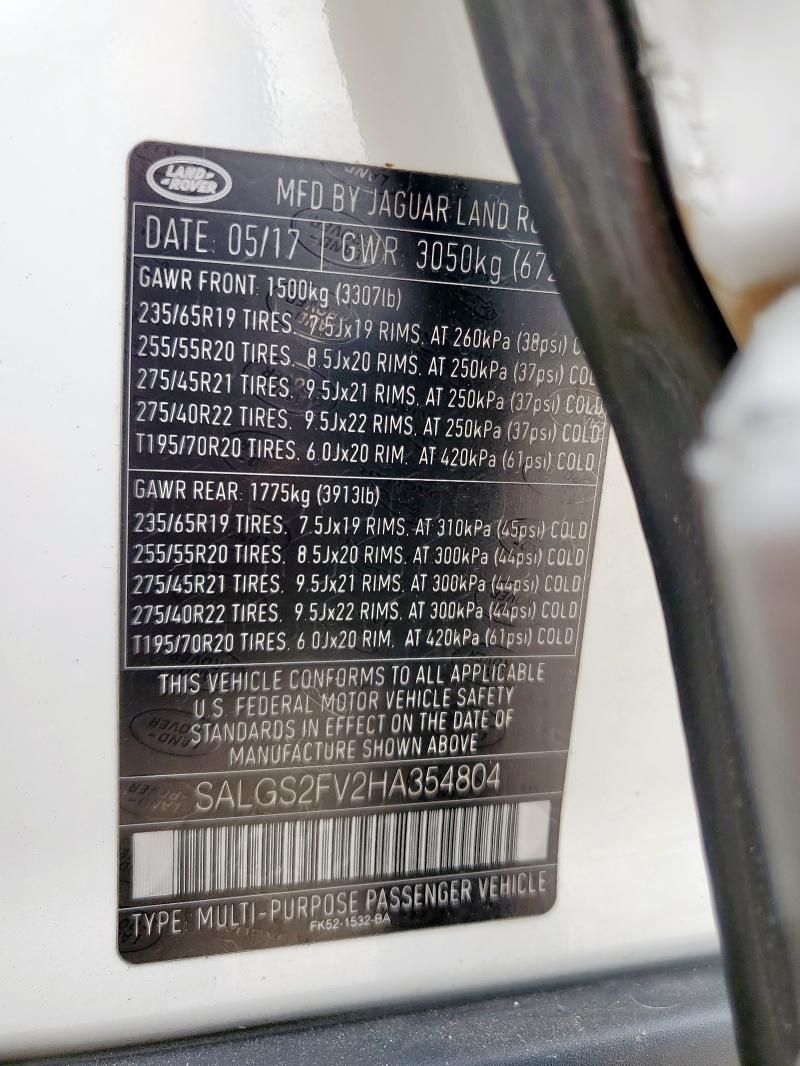 LAND-
ROVER
MFD BY JAGUAR LAND
DATE: 05/17 GWR: 3050kg
GAWR FRONT: 1500kg (3307lb)
235/65R19 TIRES. 7.5Jx19 RIMS. AT 260kPa (38psi)
255/55R20 TIRES. 8.5Jx20 RIMS. AT 250kPa (37psi)
275/45R21 TIRES. 9.5Jx21 RIMS. AT 250kPa (37psi) COLD
275/40R22 TIRES. 9.5Jx22 RIMS. AT 250kPa (37psi) COLD
T195/70R20 TIRES. 6.0Jx20 RIM. AT 420kPa (61psi) COLD
GAWR REAR: 1775kg (3913lb)
235/65R19 TIRES. 7.5Jx19 RIMS. AT 310kPa (45psi) COLD
255/55R20 TIRES. 8.5Jx20 RIMS. AT 300kPa (44psi) COLD
275/45R21 TIRES. 9.5Jx21 RIMS. AT 300kPa (44psi) COLD
275/40R22 TIRES. 9.5Jx22 RIMS. AT 300kPa (44psi) COLD
T195/70R20 TIRES. 6.0Jx20 RIM. AT 420kPa (61psi) COLD
THIS VEHICLE CONFORMS TO ALL APPLICABLE
U.S. FEDERAL MOTOR VEHICLE SAFETY
STANDARDS IN EFFECT ON THE DATE OF
MANUFACTURE SHOWN ABOVE
SALGS2FV2HA354804
TYPE: MULTI-PURPOSE PASSENGER VEHICLE
FK52-1532-BA